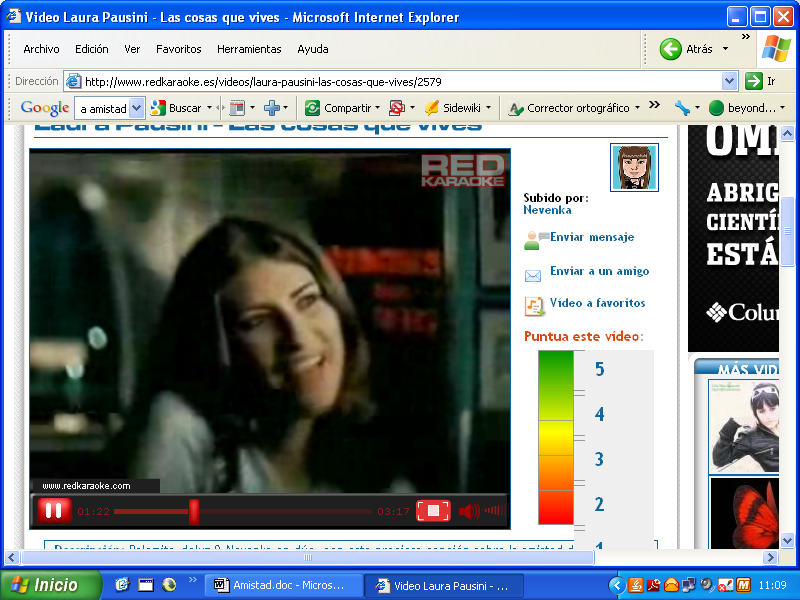 Video Laura Pausini - Las cosas que vives - Microsoft Internet Explorer
Archivo Edición Ver Favoritos Herramientas Ayuda Atrás »
Dirección http://www.redkaraoke.es/videos/laura-pausini-las-cosas-que-vives/2579 Ir
Google a amistad Buscar Compartir Sidewiki Corrector ortográfico » beyond...
Laura Pausini - Las cosas que vives
RED
KARAOKE
Subido por:
Nevenka
Enviar mensaje
Enviar a un amigo
Video a favoritos
Puntua este vídeo:
5
4
3
2
1
www.redkaraoke.com
01:22 03:17
ABRIG
CIENTÍ
ESTÁ
Colu
MÁS VID
Inicio » Amistad.doc - Micros... Video Laura Pausini - ... 11:09